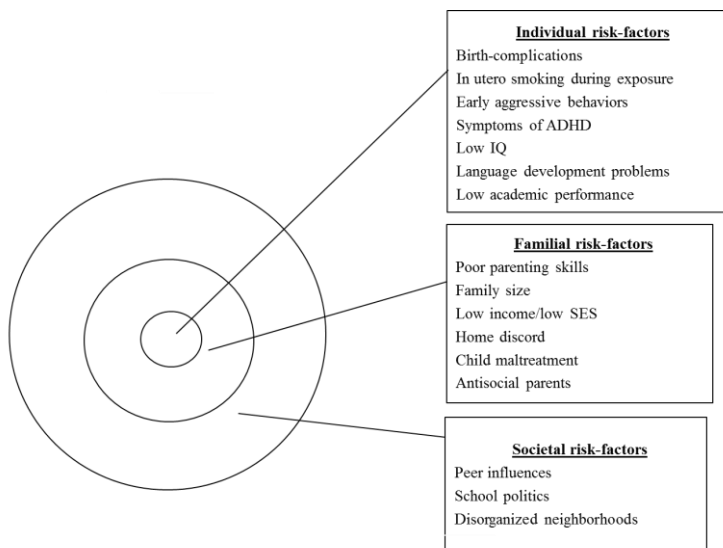 Individual risk-factors
Birth-complications
In utero smoking during exposure
Early aggressive behaviors
Symptoms of ADHD
Low IQ
Language development problems
Low academic performance
Familial risk-factors
Poor parenting skills
Family size
Low income/low SES
Home discord
Child maltreatment
Antisocial parents
Societal risk-factors
Peer influences
School politics
Disorganized neighborhoods